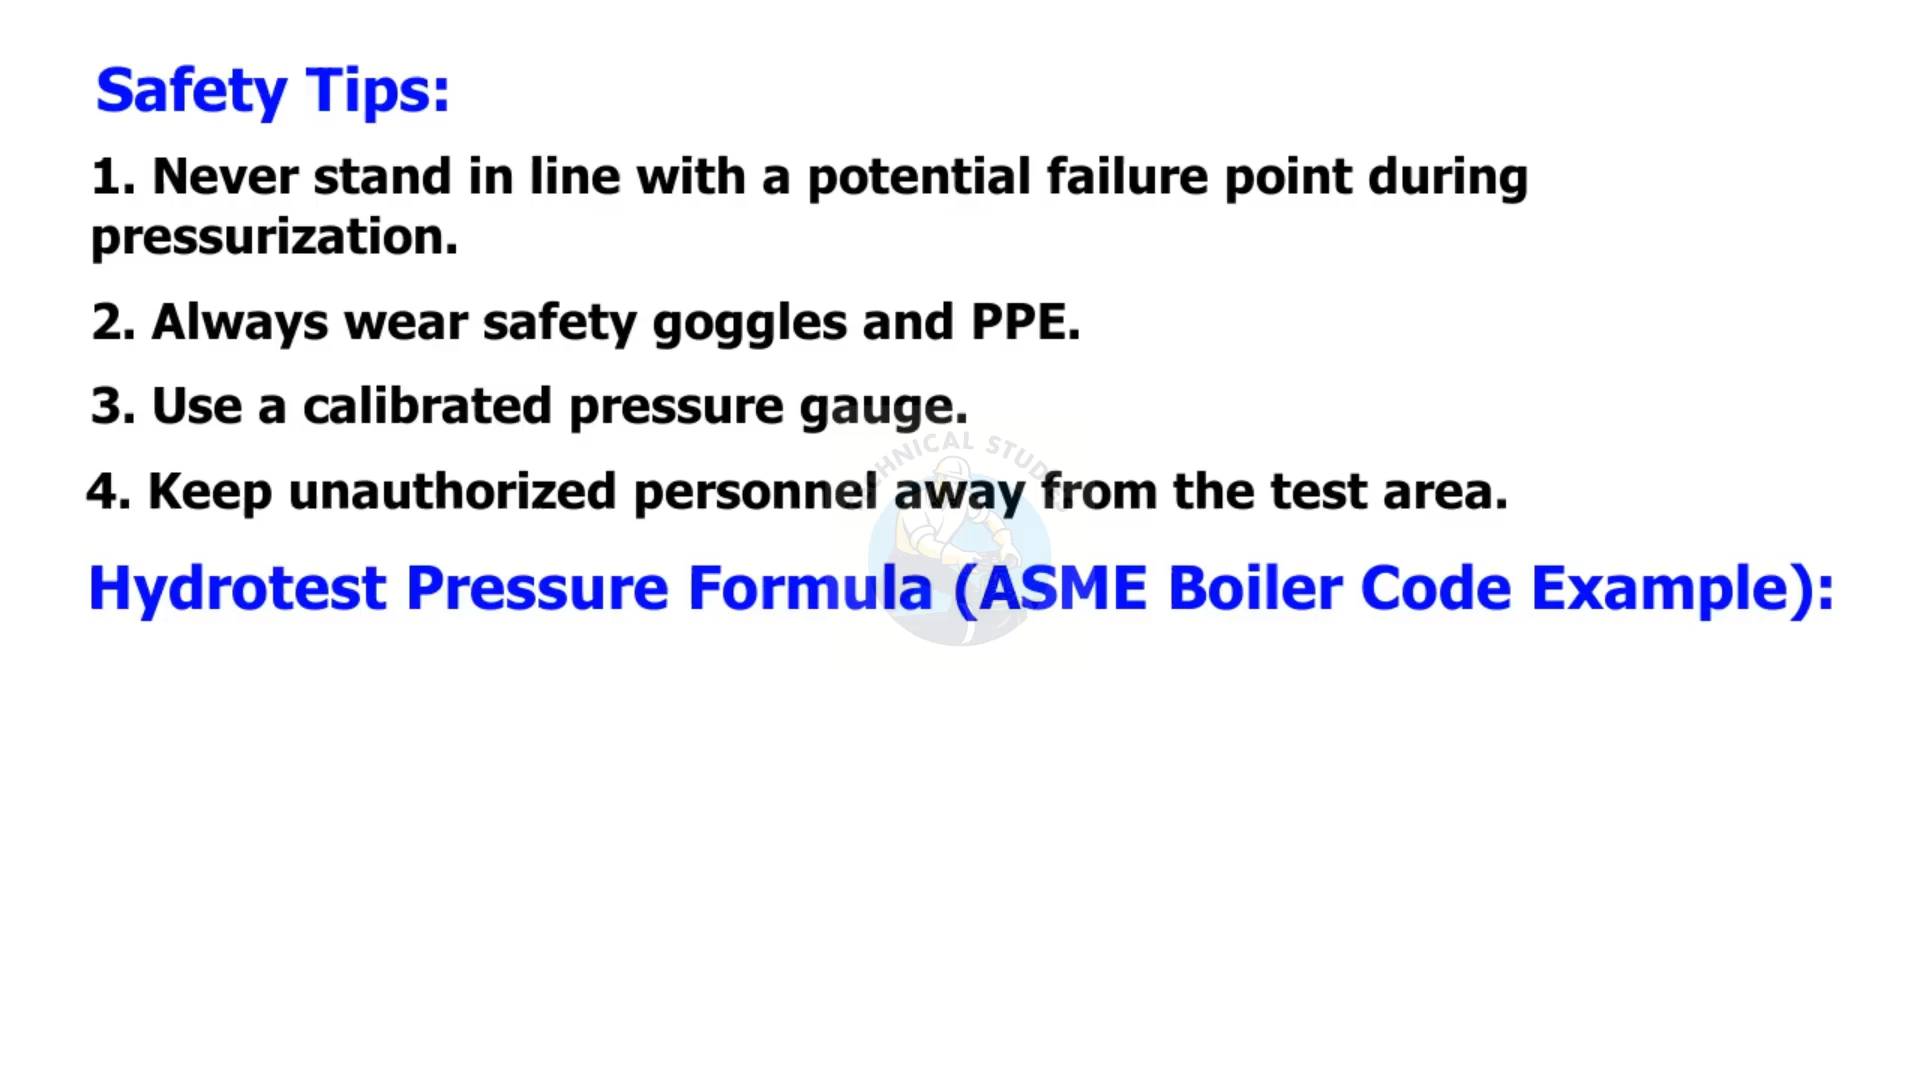 Safety Tips:
1. Never stand in line with a potential failure point during
pressurization.
2. Always wear safety goggles and PPE.
3. Use a calibrated pressure gauge.
TECHNICAL STUDIES
4. Keep unauthorized personnel away from the test area.
Hydrotest Pressure Formula (ASME Boiler Code Example):